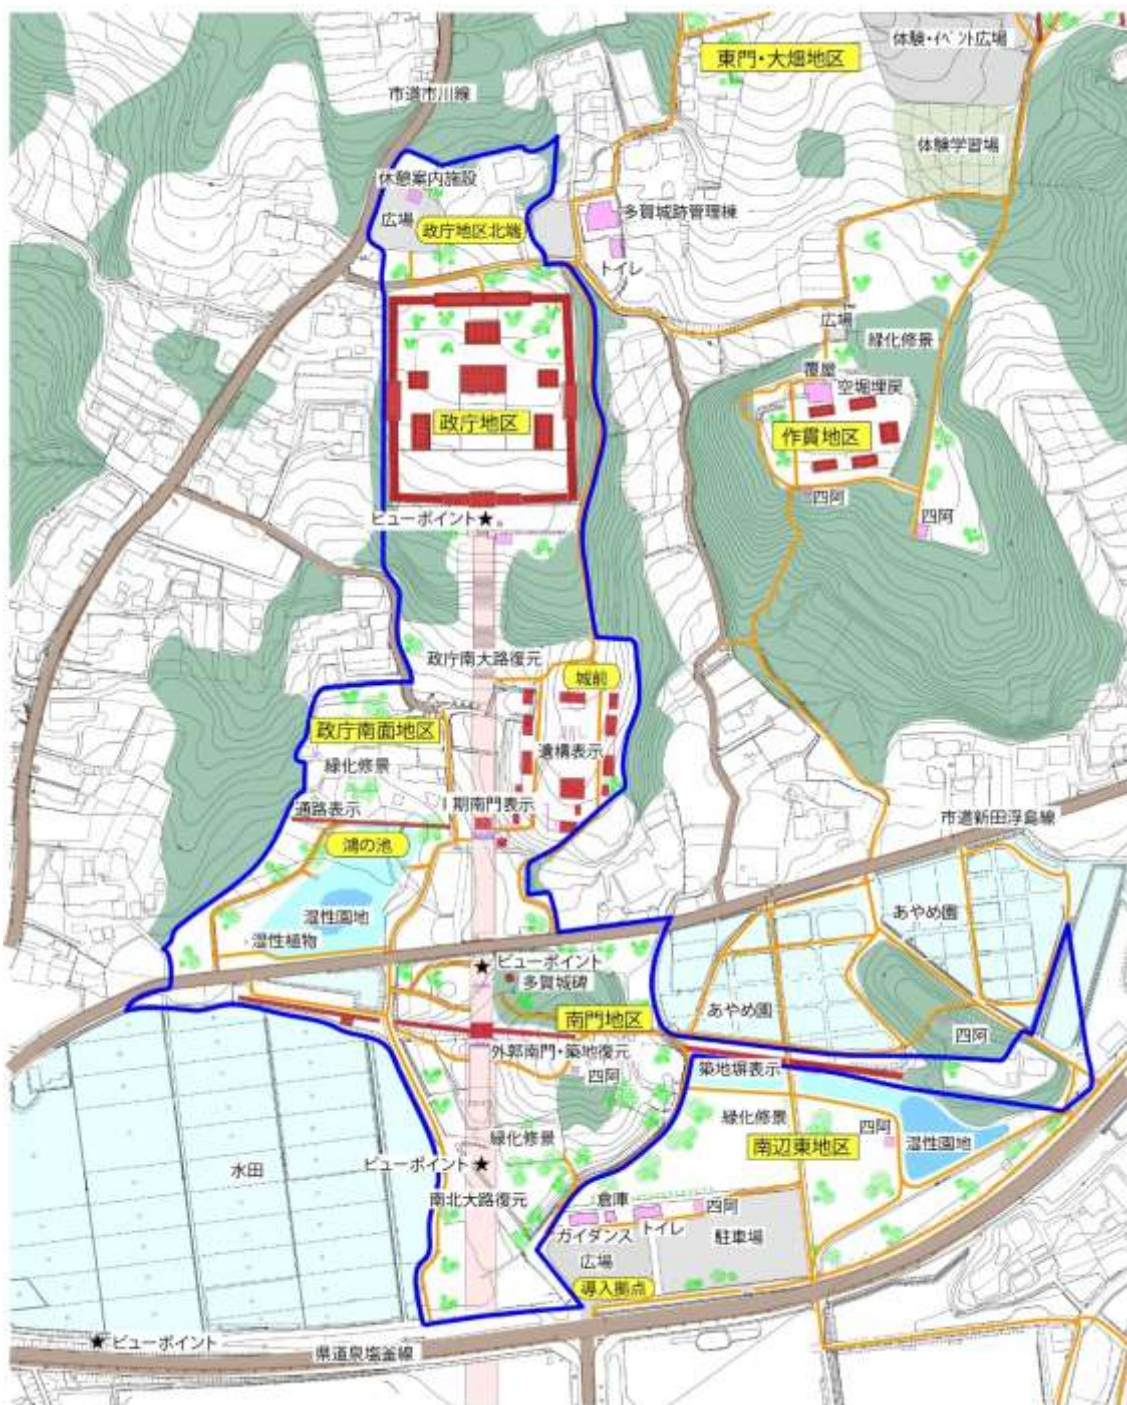 体験・イベント広場
東門・大畑地区
市道市川線
体験学習場
休憩案内施設
広場
政庁地区北端
多賀城跡管理棟
トイレ
広場
緑化修景
覆屋
空堀埋戻
政庁地区
作貫地区
四阿
ビューポイント★
四阿
政庁南大路復元
城前
政庁南面地区
遺構表示
緑化修景
通路表示
Ⅰ期南門表示
市道新田浮島線
鴻の池
湿性園地
あやめ園
湿性植物
★ビューポイント
多賀城碑
あやめ園
南門地区
四阿
外郭南門・築地復元
築地塀表示
四阿
緑化修景
四阿
緑化修景
南辺東地区
湿性園地
ビューポイント★
水田
南北大路復元
倉庫
四阿
ガイダンス
トイレ
駐車場
広場
導入拠点
★ビューポイント
県道泉塩釜線